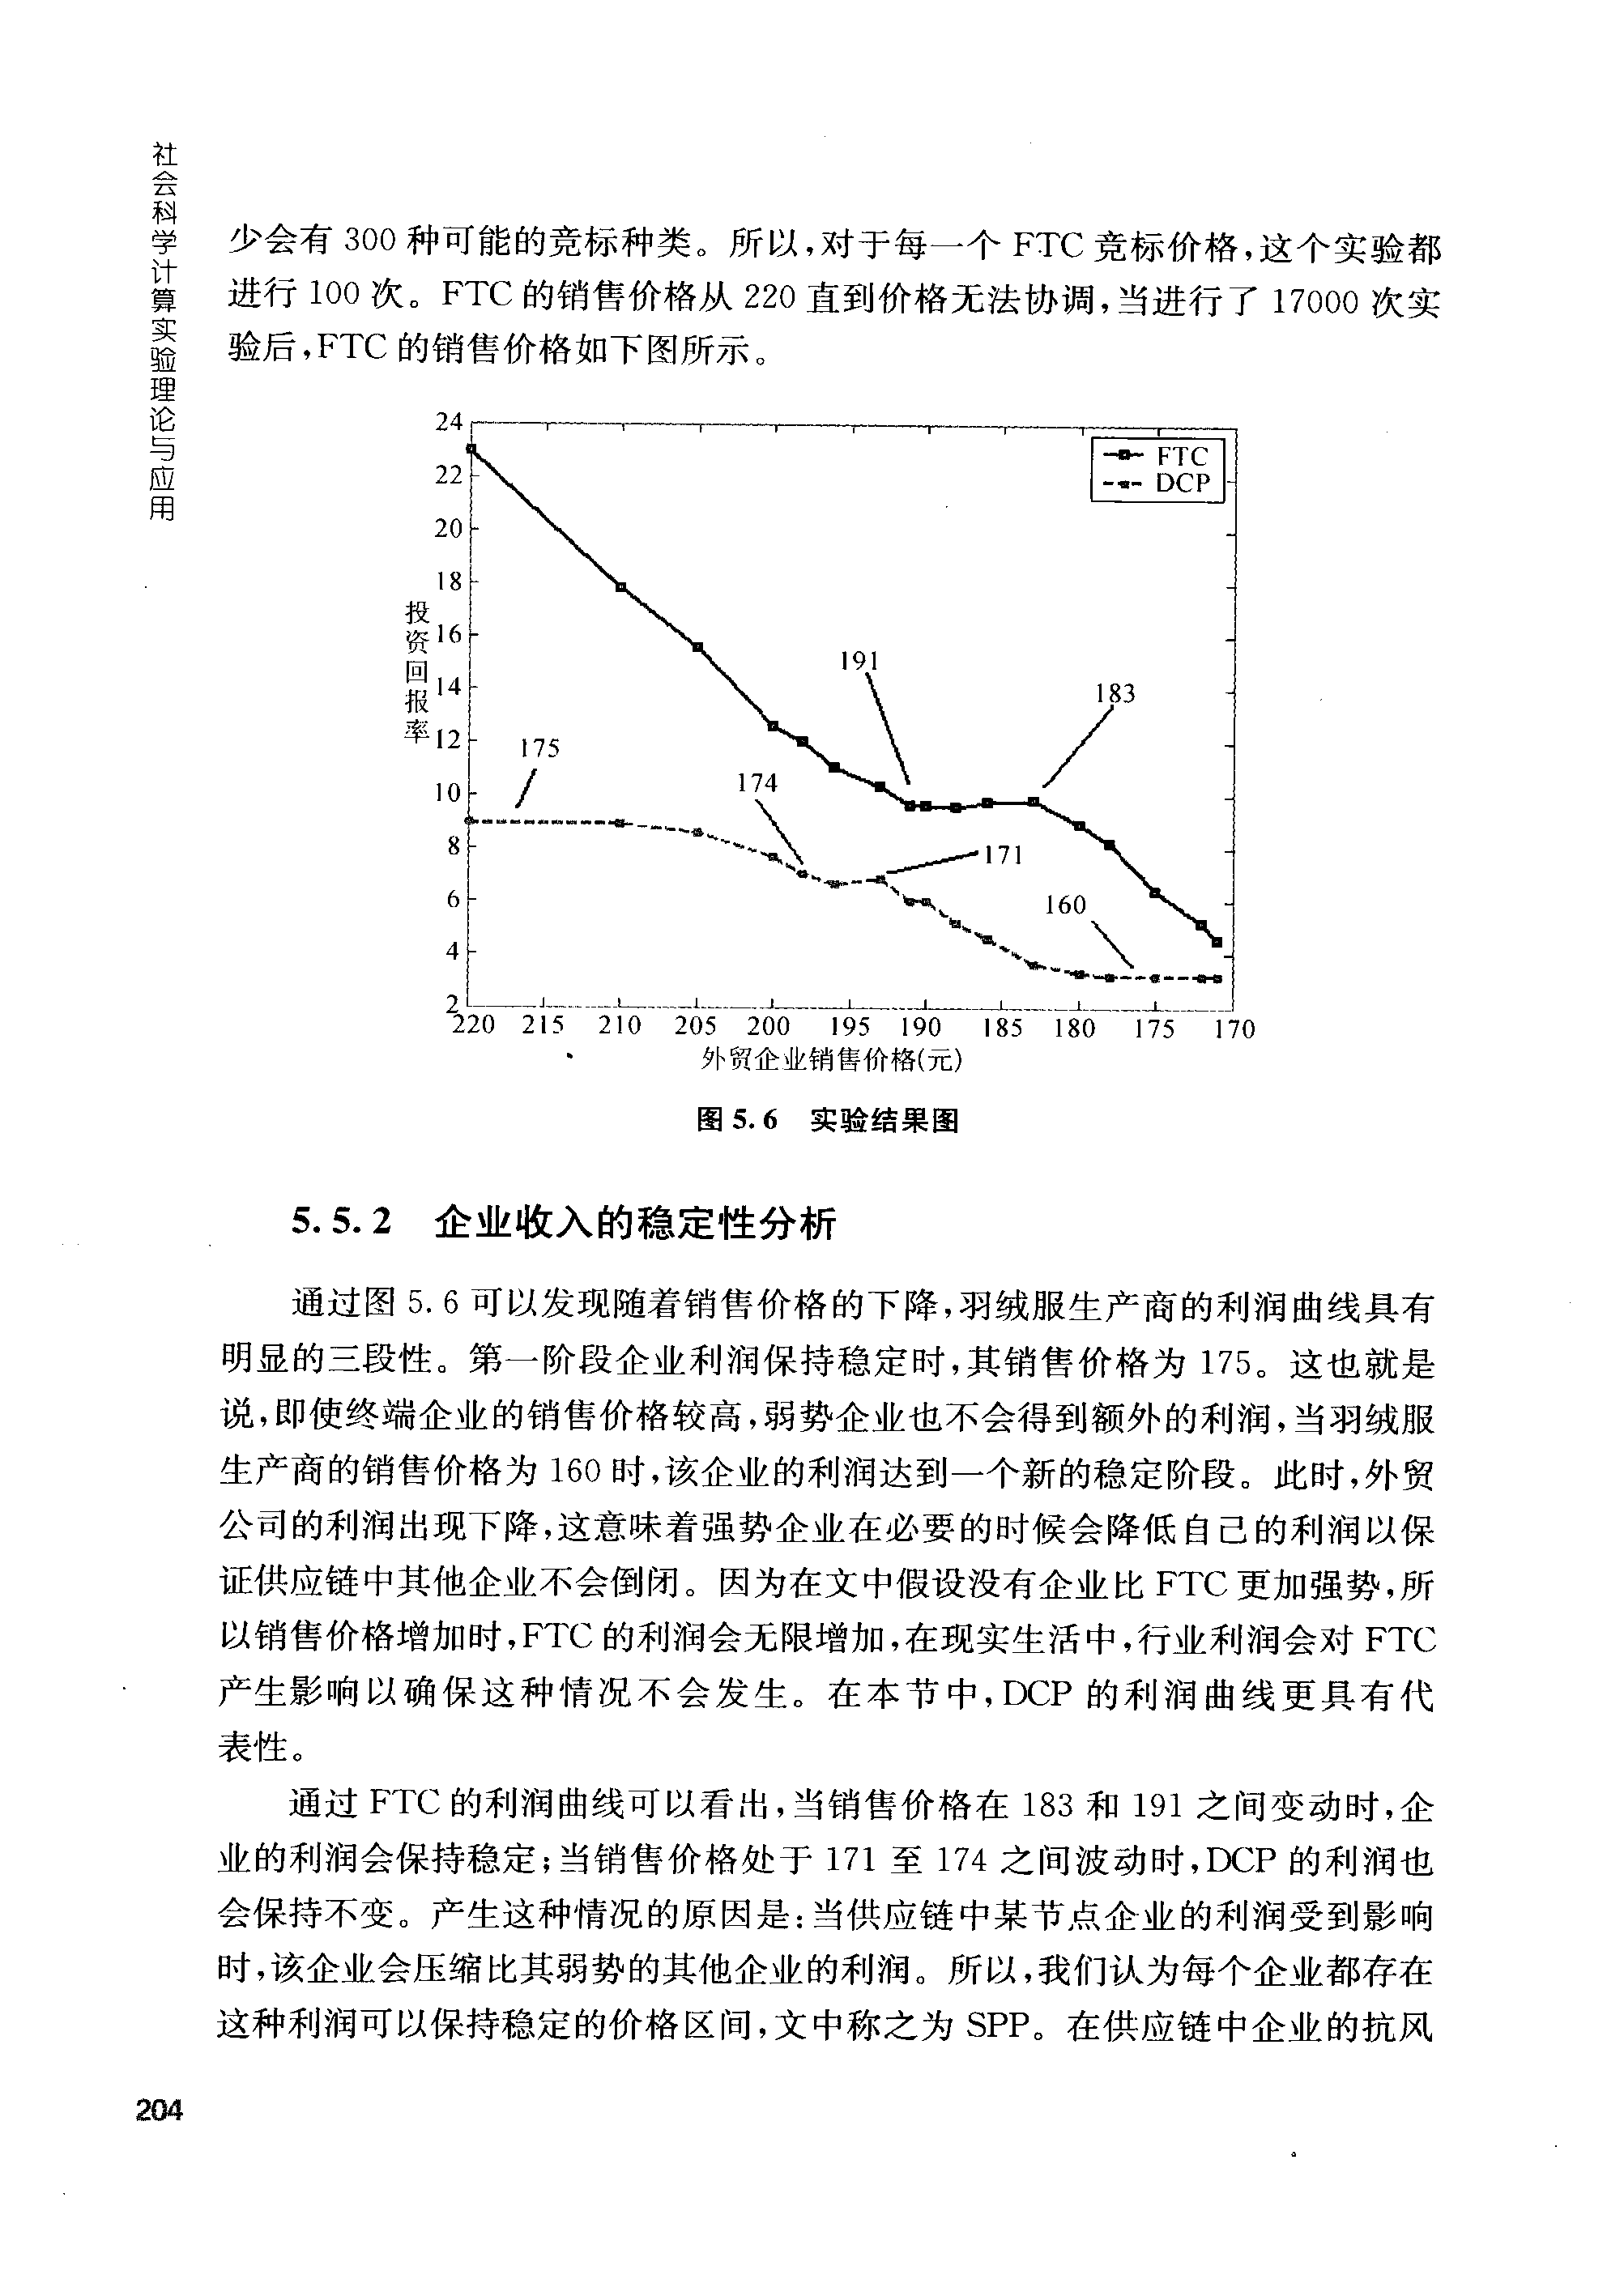 社会科学计算实验理论与应用
少会有 300 种可能的竞标种类。所以,对于每一个 FTC 竞标价格,这个实验都
进行 100 次。FTC 的销售价格从 220 直到价格无法协调,当进行了 17000 次实
验后,FTC 的销售价格如下图所示。
24
22
20
18
16
14
12
10
8
6
4
2
投资回报率
FTC
DCP
191
183
175
174
171
160
220 215 210 205 200 195 190 185 180 175 170
外贸企业销售价格(元)
图 5.6 实验结果图
5.5.2 企业收入的稳定性分析
通过图 5.6 可以发现随着销售价格的下降,羽绒服生产商的利润曲线具有
明显的三段性。第一阶段企业利润保持稳定时,其销售价格为 175。这也就是
说,即使终端企业的销售价格较高,弱势企业也不会得到额外的利润,当羽绒服
生产商的销售价格为 160 时,该企业的利润达到一个新的稳定阶段。此时,外贸
公司的利润出现下降,这意味着强势企业在必要的时候会降低自己的利润以保
证供应链中其他企业不会倒闭。因为在文中假设没有企业比 FTC 更加强势,所
以销售价格增加时,FTC 的利润会无限增加,在现实生活中,行业利润会对 FTC
产生影响以确保这种情况不会发生。在本节中,DCP 的利润曲线更具有代
表性。
通过 FTC 的利润曲线可以看出,当销售价格在 183 和 191 之间变动时,企
业的利润会保持稳定;当销售价格处于 171 至 174 之间波动时,DCP 的利润也
会保持不变。产生这种情况的原因是:当供应链中某节点企业的利润受到影响
时,该企业会压缩比其弱势的其他企业的利润。所以,我们认为每个企业都存在
这种利润可以保持稳定的价格区间,文中称之为 SPP。在供应链中企业的抗风
204